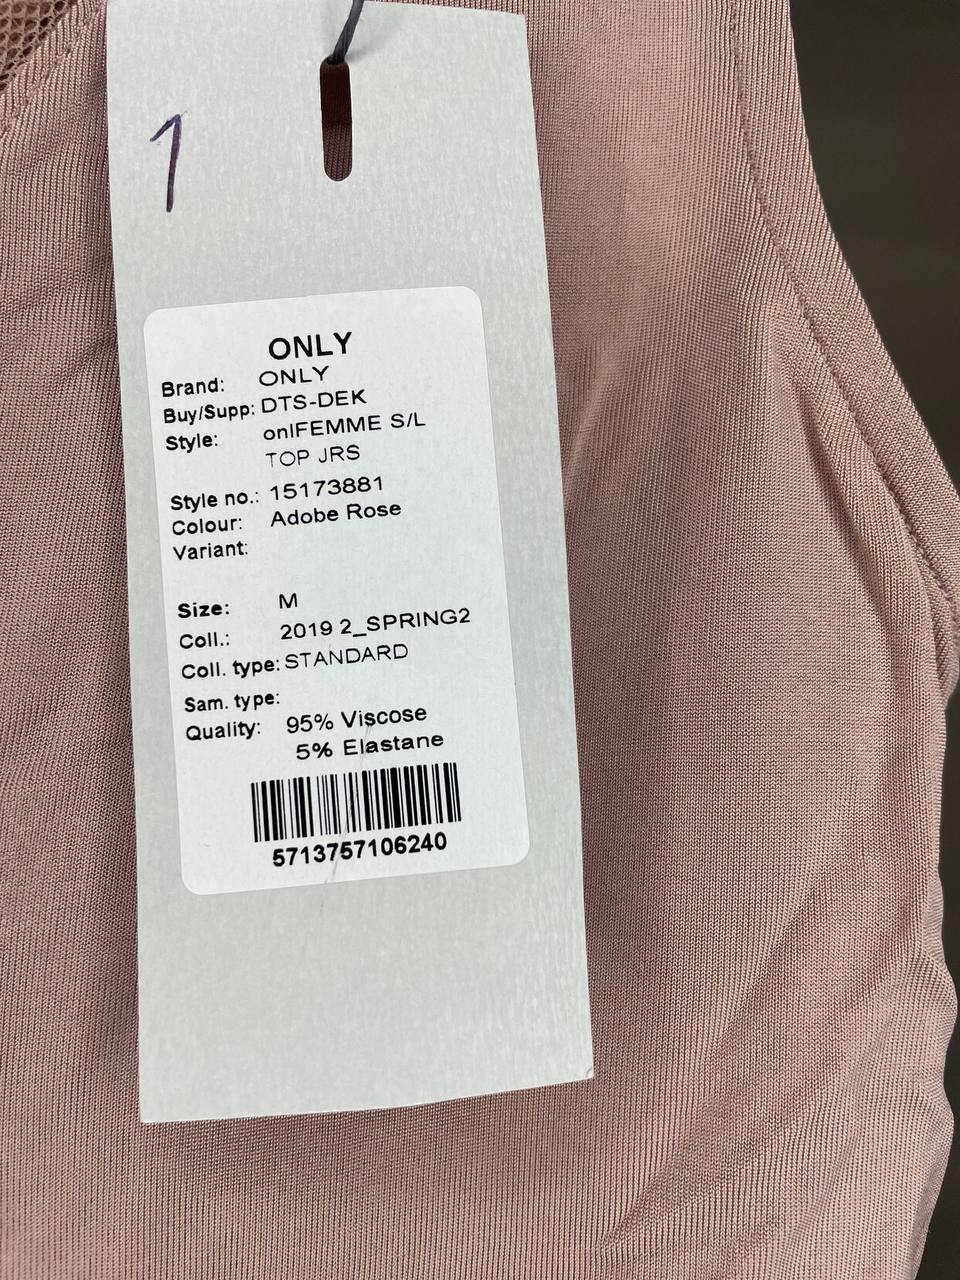 1
ONLY
Brand: ONLY
Buy/Supp: DTS-DEK
Style: onlFEMME S/L
TOP JRS
Style no.: 15173881
Colour: Adobe Rose
Variant:
Size: M
Coll.: 2019 2_SPRING2
Coll. type: STANDARD
Sam. type:
Quality: 95% Viscose
5% Elastane
5713757106240